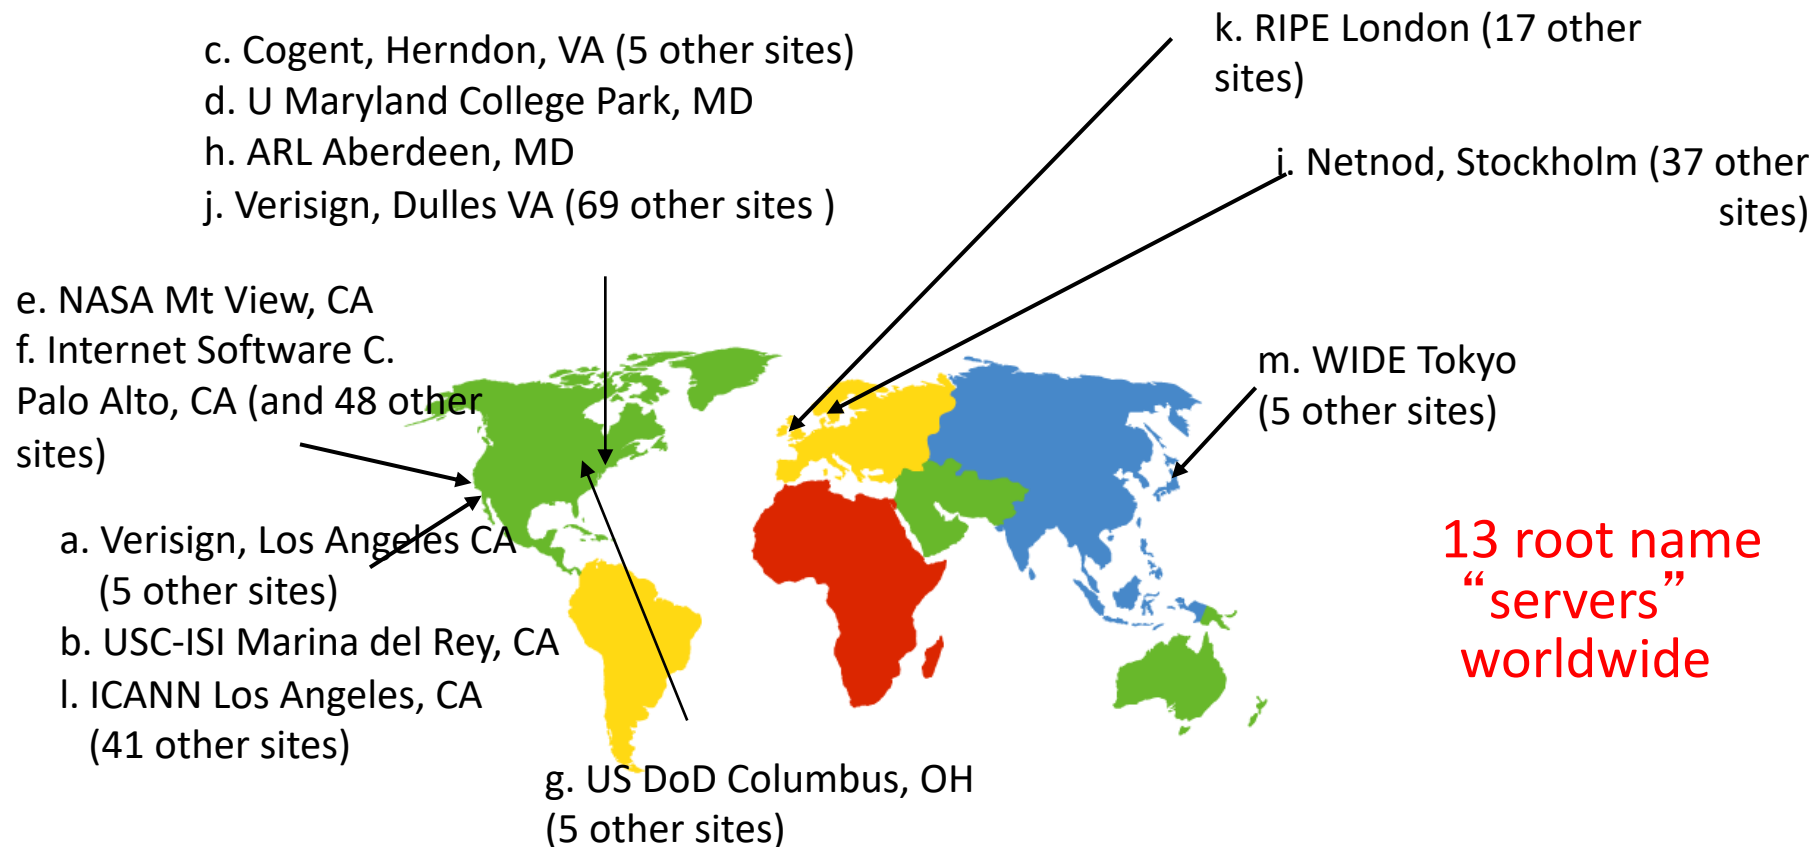 c. Cogent, Herndon, VA (5 other sites)
d. U Maryland College Park, MD
h. ARL Aberdeen, MD
j. Verisign, Dulles VA (69 other sites )
k. RIPE London (17 other
sites)
i. Netnod, Stockholm (37 other
sites)
e. NASA Mt View, CA
f. Internet Software C.
Palo Alto, CA (and 48 other
sites)
m. WIDE Tokyo
(5 other sites)
a. Verisign, Los Angeles CA
(5 other sites)
b. USC-ISI Marina del Rey, CA
l. ICANN Los Angeles, CA
(41 other sites)
g. US DoD Columbus, OH
(5 other sites)
13 root name
“servers”
worldwide